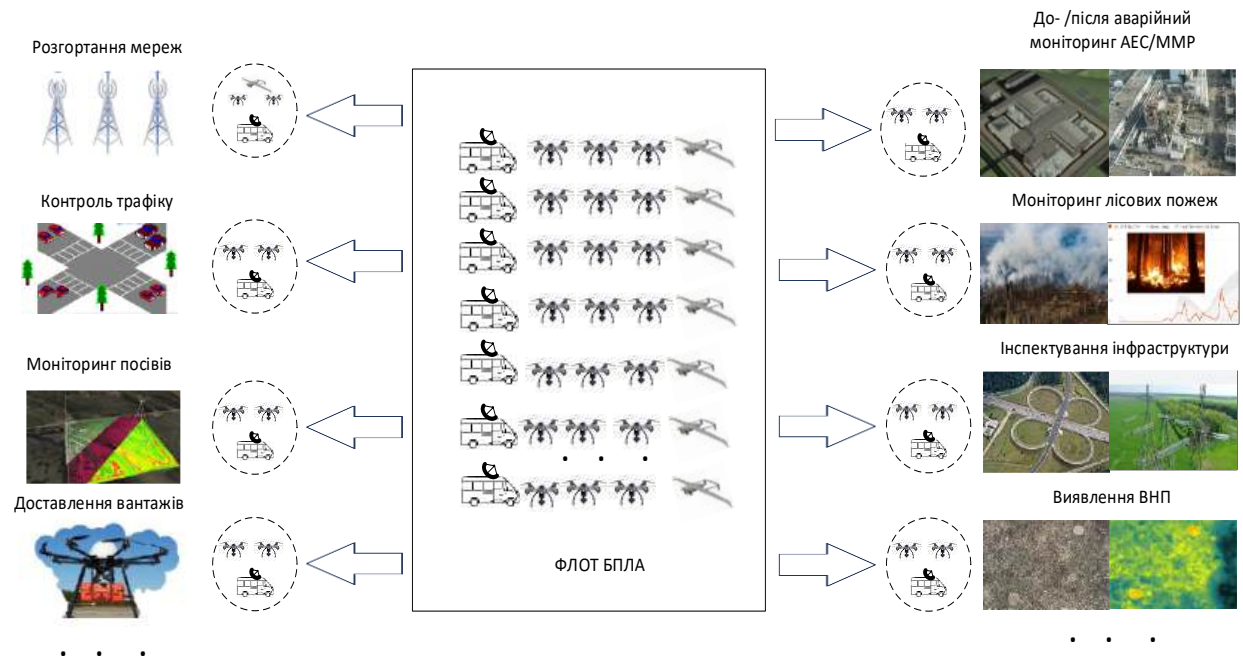 Розгортання мереж
Контроль трафіку
Моніторинг посівів
Доставлення вантажів
. . .
. . .
ФЛОТ БПЛА
До- /після аварійний
моніторинг АЕС/ММР
Моніторинг лісових пожеж
Інспектування інфраструктури
Виявлення ВНП
. . .